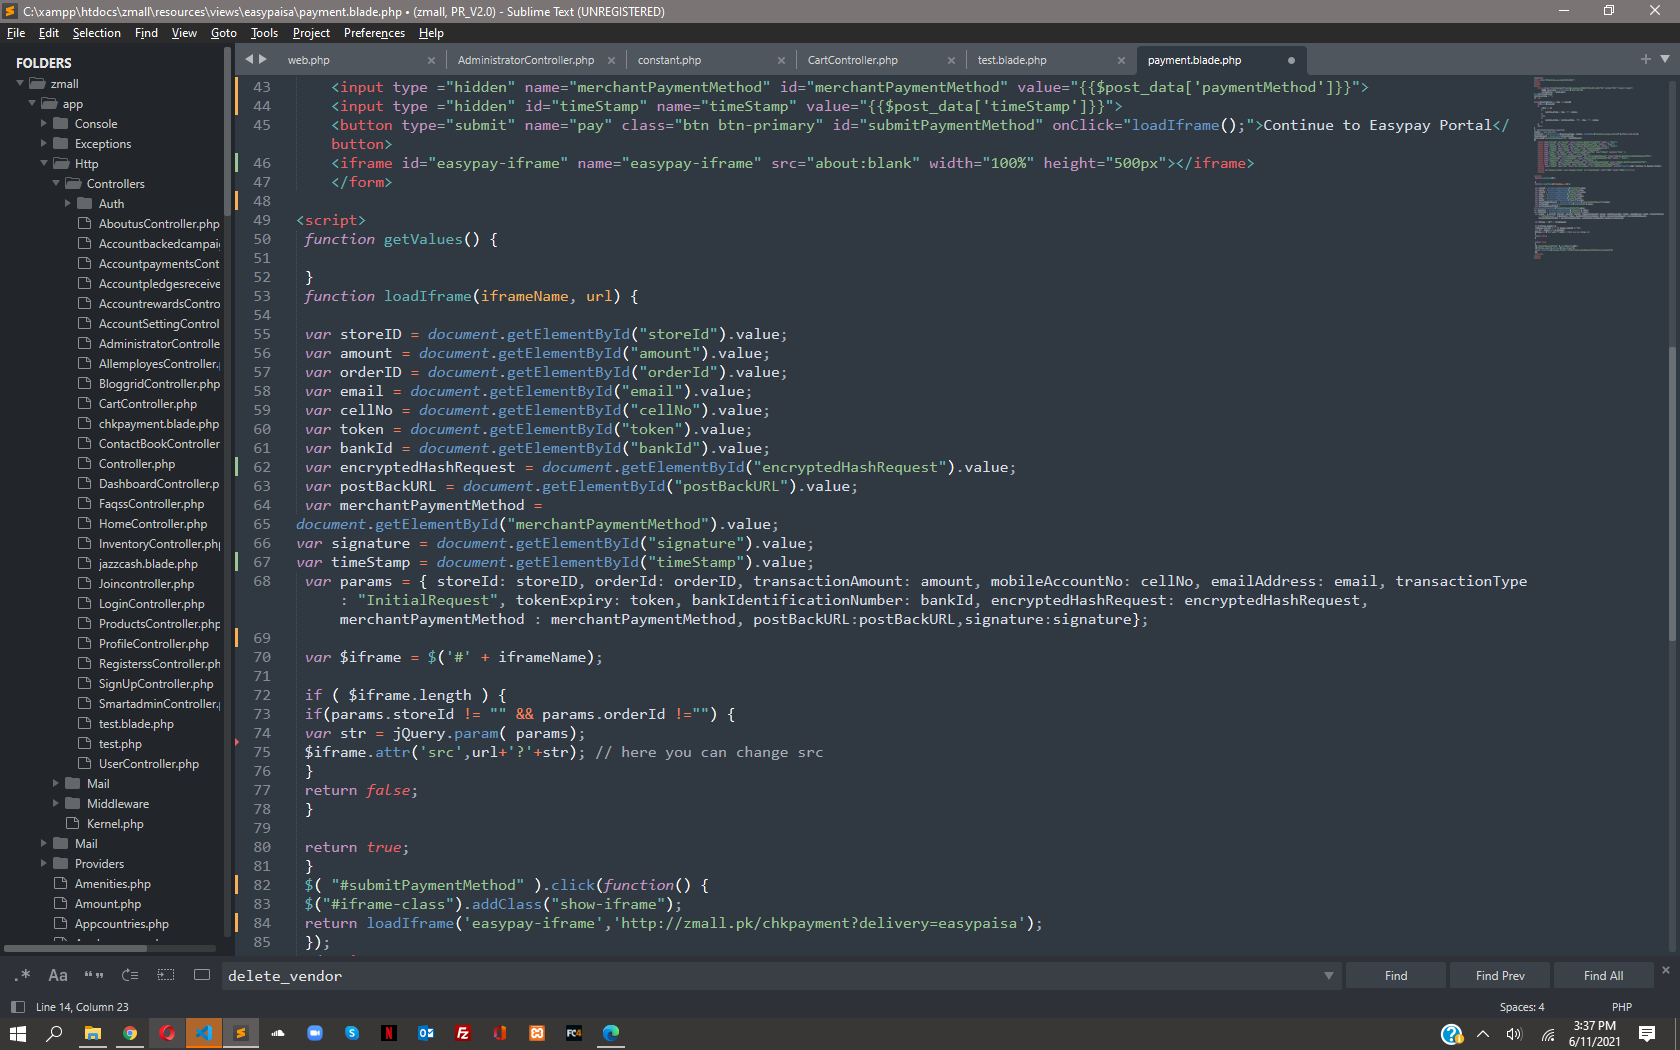 C:\xampp\htdocs\zmall\resources\views\easypaisa\payment.blade.php • (zmall, PR_V2.0) - Sublime Text (UNREGISTERED)
File Edit Selection Find View Goto Tools Project Preferences Help
FOLDERS
zmall
app
Console
Exceptions
Http
Controllers
Auth
AboutusController.php
Accountbackedcampai
AccountpaymentsCont
Accountpledgesreceive
AccountrewardsContro
AccountSettingControl
AdministratorControlle
AllemployesController.
BloggridController.php
CartController.php
chkpayment.blade.php
ContactBookController
Controller.php
DashboardController.p
FaqssController.php
HomeController.php
InventoryController.ph
jazzcash.blade.php
Joincontroller.php
LoginController.php
ProductsController.php
ProfileController.php
RegisterssController.ph
SignUpController.php
SmartadminController.
test.blade.php
test.php
UserController.php
Mail
Middleware
Kernel.php
Mail
Providers
Amenities.php
Amount.php
Appcountries.php
web.php AdministratorController.php constant.php CartController.php test.blade.php payment.blade.php
43 <input type ="hidden" name="merchantPaymentMethod" id="merchantPaymentMethod" value="{{$post_data['paymentMethod']}}">
44 <input type ="hidden" id="timeStamp" name="timeStamp" value="{{$post_data['timeStamp']}}">
45 <button type="submit" name="pay" class="btn btn-primary" id="submitPaymentMethod" onClick="loadIframe();">Continue to Easypay Portal</
button>
46 <iframe id="easypay-iframe" name="easypay-iframe" src="about:blank" width="100%" height="500px"></iframe>
47 </form>
48
49 <script>
50 function getValues() {
51
52 }
53 function loadIframe(iframeName, url) {
54
55 var storeID = document.getElementById("storeId").value;
56 var amount = document.getElementById("amount").value;
57 var orderID = document.getElementById("orderId").value;
58 var email = document.getElementById("email").value;
59 var cellNo = document.getElementById("cellNo").value;
60 var token = document.getElementById("token").value;
61 var bankId = document.getElementById("bankId").value;
62 var encryptedHashRequest = document.getElementById("encryptedHashRequest").value;
63 var postBackURL = document.getElementById("postBackURL").value;
64 var merchantPaymentMethod =
65 document.getElementById("merchantPaymentMethod").value;
66 var signature = document.getElementById("signature").value;
67 var timeStamp = document.getElementById("timeStamp").value;
68 var params = { storeId: storeID, orderId: orderID, transactionAmount: amount, mobileAccountNo: cellNo, emailAddress: email, transactionType
: "InitialRequest", tokenExpiry: token, bankIdentificationNumber: bankId, encryptedHashRequest: encryptedHashRequest,
merchantPaymentMethod : merchantPaymentMethod, postBackURL:postBackURL,signature:signature};
69
70 var $iframe = $('#' + iframeName);
71
72 if ( $iframe.length ) {
73 if(params.storeId != "" && params.orderId !="") {
74 var str = jQuery.param( params);
75 $iframe.attr('src',url+'?'+str); // here you can change src
76 }
77 return false;
78 }
79
80 return true;
81 }
82 $( "#submitPaymentMethod" ).click(function() {
83 $("#iframe-class").addClass("show-iframe");
84 return loadIframe('easypay-iframe','http://zmall.pk/chkpayment?delivery=easypaisa');
85 });
.* Aa “” delete_vendor Find Find Prev Find All
Line 14, Column 23 Spaces: 4 PHP
3:37 PM
6/11/2021